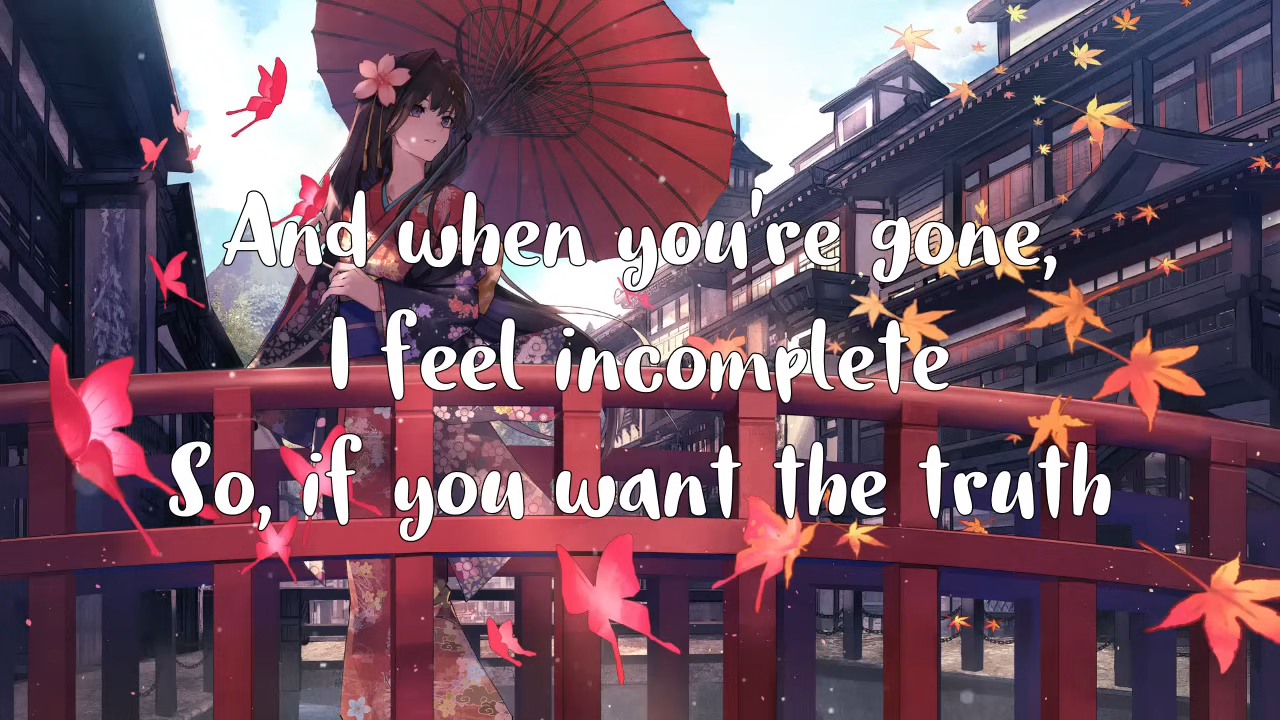 And when you're gone,
I feel incomplete
So, if you want the truth